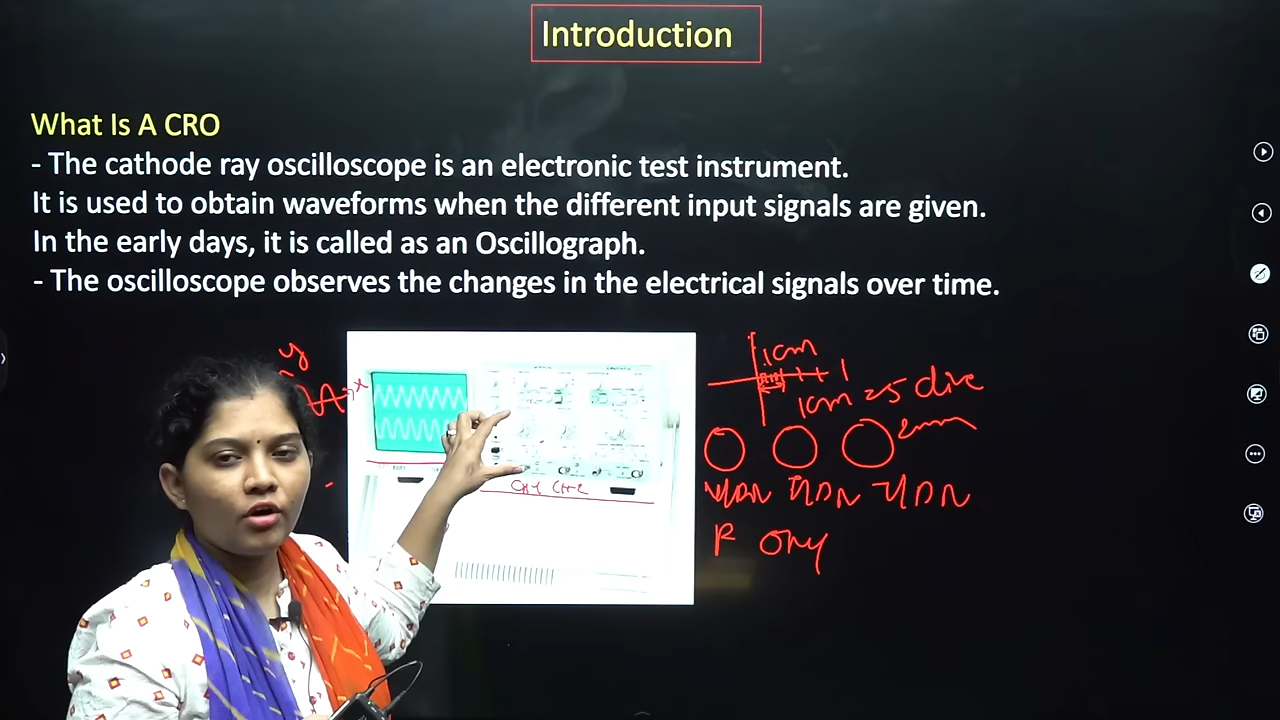 Introduction
What Is A CRO
- The cathode ray oscilloscope is an electronic test instrument.
It is used to obtain waveforms when the different input signals are given.
In the early days, it is called as an Oscillograph.
- The oscilloscope observes the changes in the electrical signals over time.
y
x
1cm
1cm = 5 divs